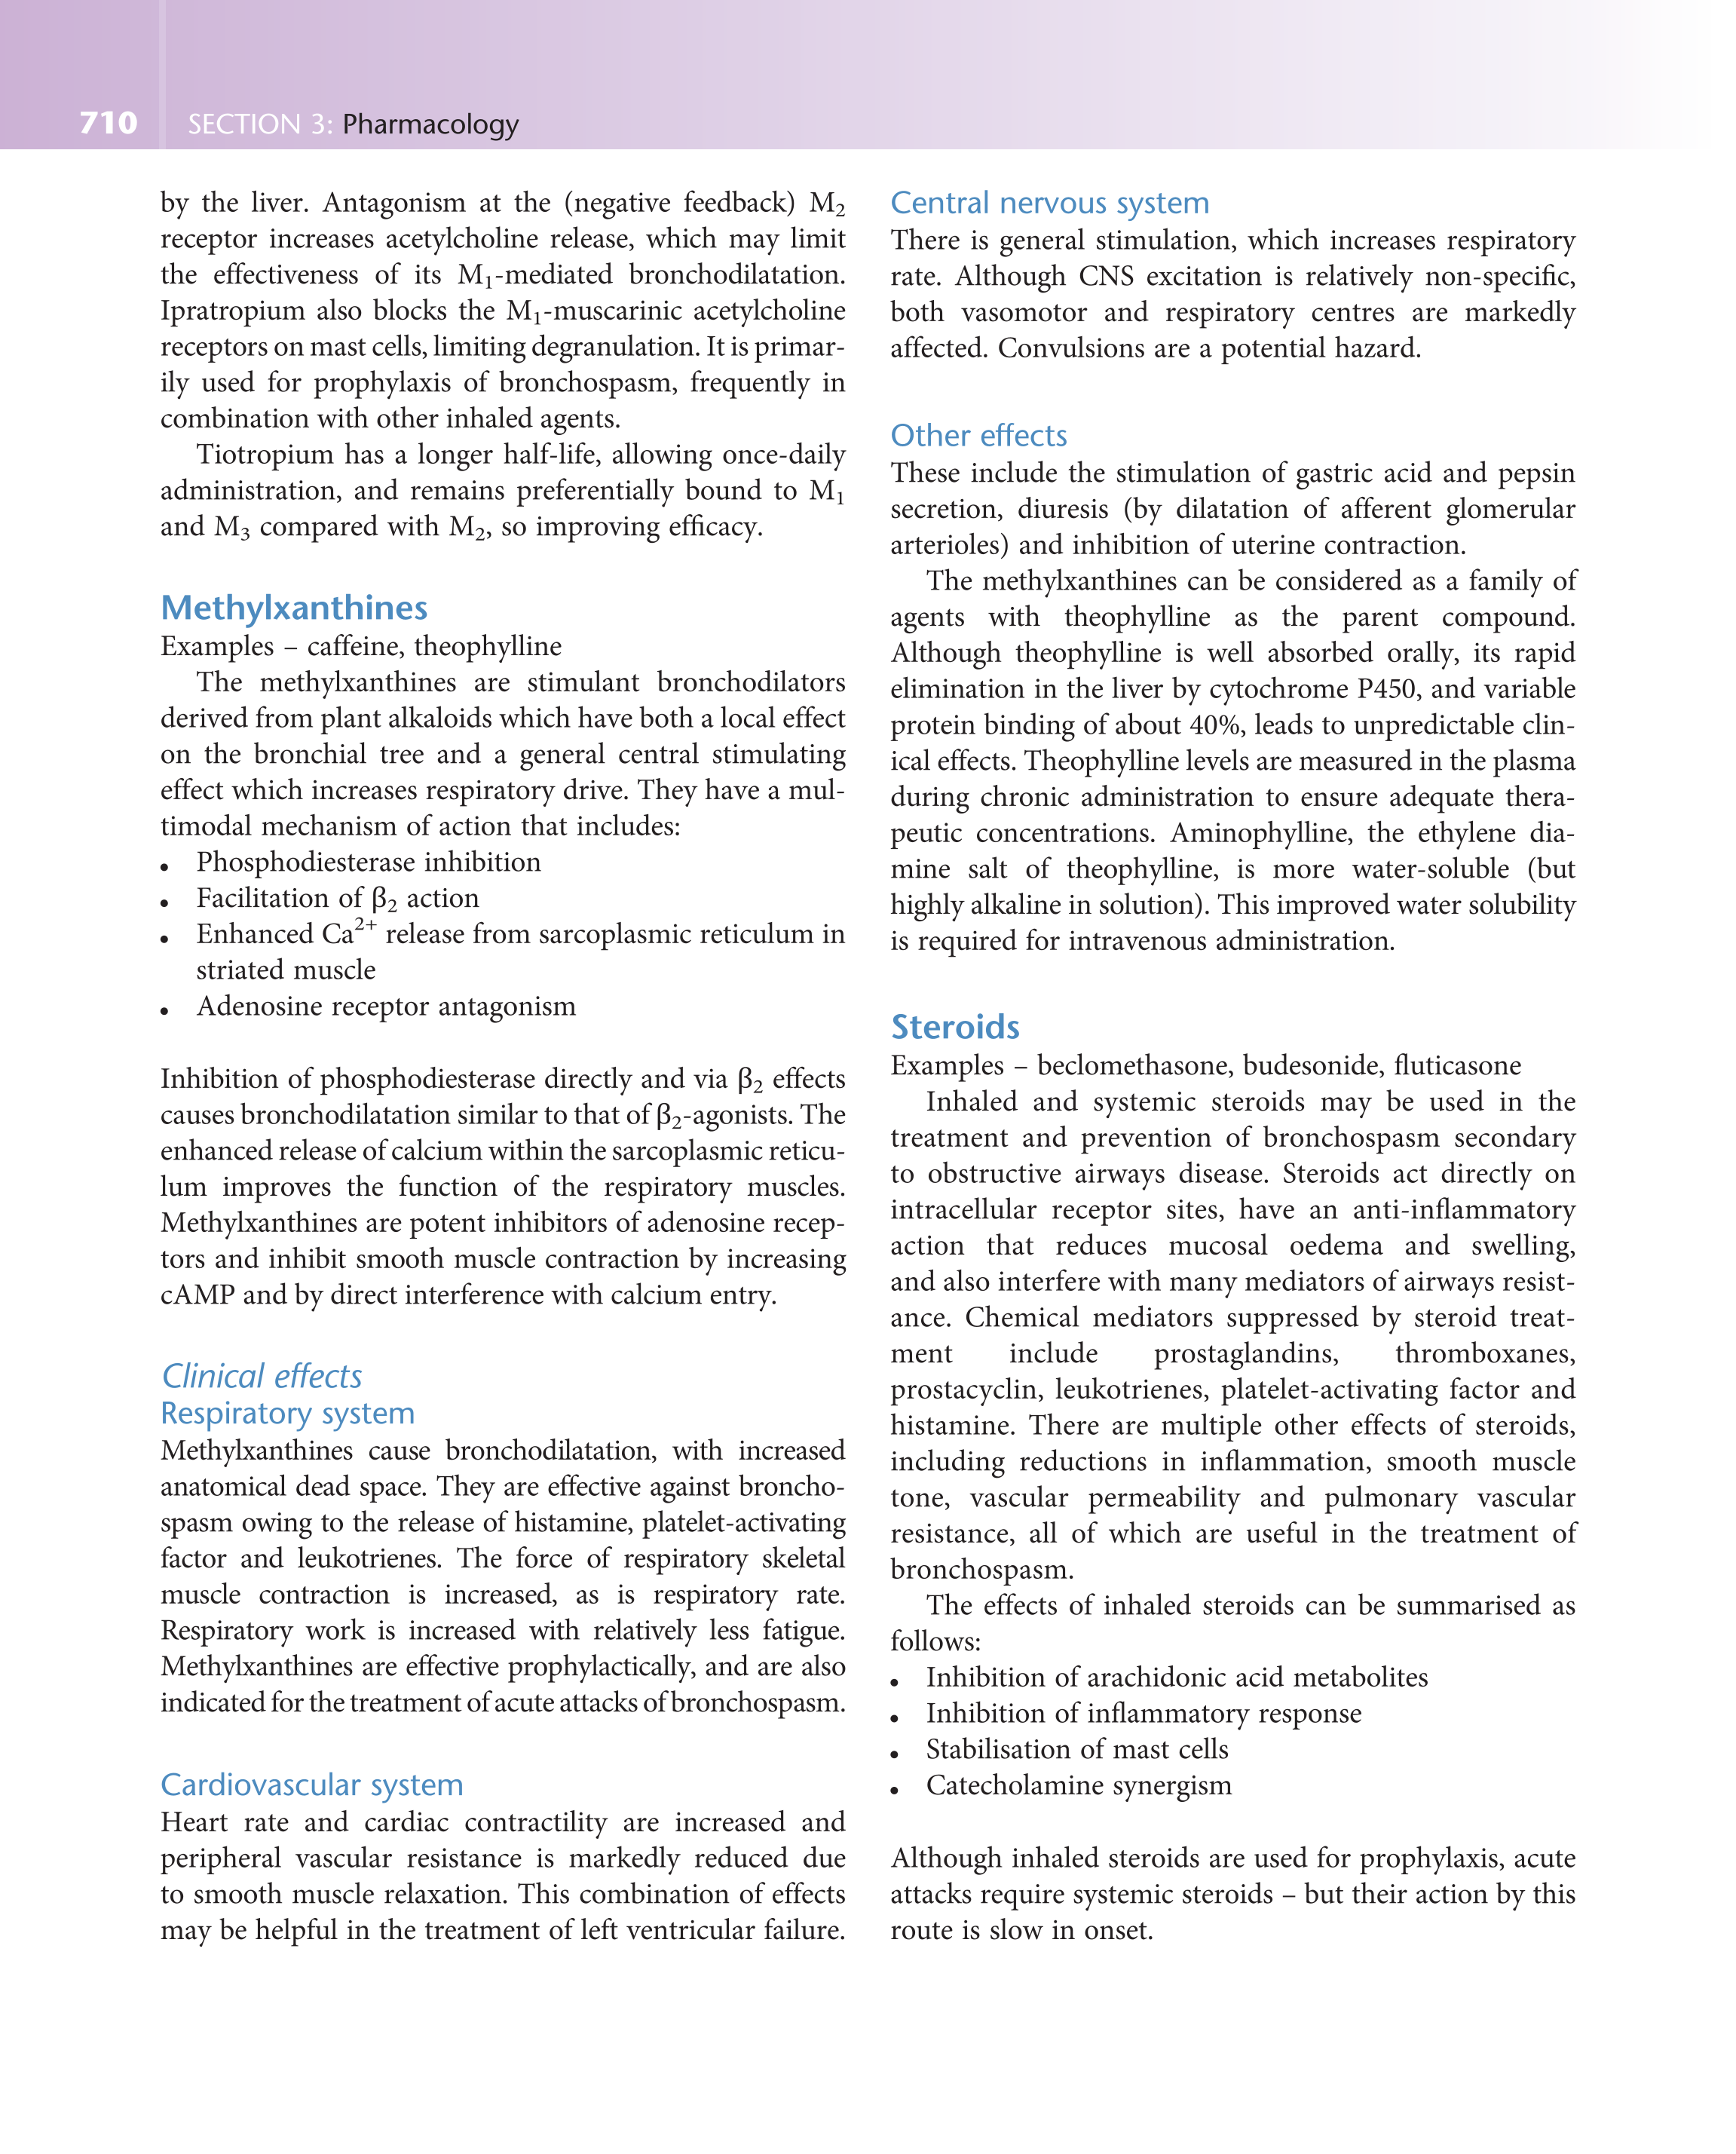 710 SECTION 3: Pharmacology
by the liver. Antagonism at the (negative feedback) M₂
receptor increases acetylcholine release, which may limit
the effectiveness of its M₁-mediated bronchodilatation.
Ipratropium also blocks the M₁-muscarinic acetylcholine
receptors on mast cells, limiting degranulation. It is primar-
ily used for prophylaxis of bronchospasm, frequently in
combination with other inhaled agents.
Tiotropium has a longer half-life, allowing once-daily
administration, and remains preferentially bound to M₁
and M₃ compared with M₂, so improving efficacy.
Methylxanthines
Examples – caffeine, theophylline
The methylxanthines are stimulant bronchodilators
derived from plant alkaloids which have both a local effect
on the bronchial tree and a general central stimulating
effect which increases respiratory drive. They have a mul-
timodal mechanism of action that includes:
• Phosphodiesterase inhibition
• Facilitation of β₂ action
• Enhanced Ca²⁺ release from sarcoplasmic reticulum in
striated muscle
• Adenosine receptor antagonism
Inhibition of phosphodiesterase directly and via β₂ effects
causes bronchodilatation similar to that of β₂-agonists. The
enhanced release of calcium within the sarcoplasmic reticu-
lum improves the function of the respiratory muscles.
Methylxanthines are potent inhibitors of adenosine recep-
tors and inhibit smooth muscle contraction by increasing
cAMP and by direct interference with calcium entry.
Clinical effects
Respiratory system
Methylxanthines cause bronchodilatation, with increased
anatomical dead space. They are effective against broncho-
spasm owing to the release of histamine, platelet-activating
factor and leukotrienes. The force of respiratory skeletal
muscle contraction is increased, as is respiratory rate.
Respiratory work is increased with relatively less fatigue.
Methylxanthines are effective prophylactically, and are also
indicated for the treatment of acute attacks of bronchospasm.
Cardiovascular system
Heart rate and cardiac contractility are increased and
peripheral vascular resistance is markedly reduced due
to smooth muscle relaxation. This combination of effects
may be helpful in the treatment of left ventricular failure.
Central nervous system
There is general stimulation, which increases respiratory
rate. Although CNS excitation is relatively non-specific,
both vasomotor and respiratory centres are markedly
affected. Convulsions are a potential hazard.
Other effects
These include the stimulation of gastric acid and pepsin
secretion, diuresis (by dilatation of afferent glomerular
arterioles) and inhibition of uterine contraction.
The methylxanthines can be considered as a family of
agents with theophylline as the parent compound.
Although theophylline is well absorbed orally, its rapid
elimination in the liver by cytochrome P450, and variable
protein binding of about 40%, leads to unpredictable clin-
ical effects. Theophylline levels are measured in the plasma
during chronic administration to ensure adequate thera-
peutic concentrations. Aminophylline, the ethylene dia-
mine salt of theophylline, is more water-soluble (but
highly alkaline in solution). This improved water solubility
is required for intravenous administration.
Steroids
Examples – beclomethasone, budesonide, fluticasone
Inhaled and systemic steroids may be used in the
treatment and prevention of bronchospasm secondary
to obstructive airways disease. Steroids act directly on
intracellular receptor sites, have an anti-inflammatory
action that reduces mucosal oedema and swelling,
and also interfere with many mediators of airways resist-
ance. Chemical mediators suppressed by steroid treat-
ment include prostaglandins, thromboxanes,
prostacyclin, leukotrienes, platelet-activating factor and
histamine. There are multiple other effects of steroids,
including reductions in inflammation, smooth muscle
tone, vascular permeability and pulmonary vascular
resistance, all of which are useful in the treatment of
bronchospasm.
The effects of inhaled steroids can be summarised as
follows:
• Inhibition of arachidonic acid metabolites
• Inhibition of inflammatory response
• Stabilisation of mast cells
• Catecholamine synergism
Although inhaled steroids are used for prophylaxis, acute
attacks require systemic steroids – but their action by this
route is slow in onset.